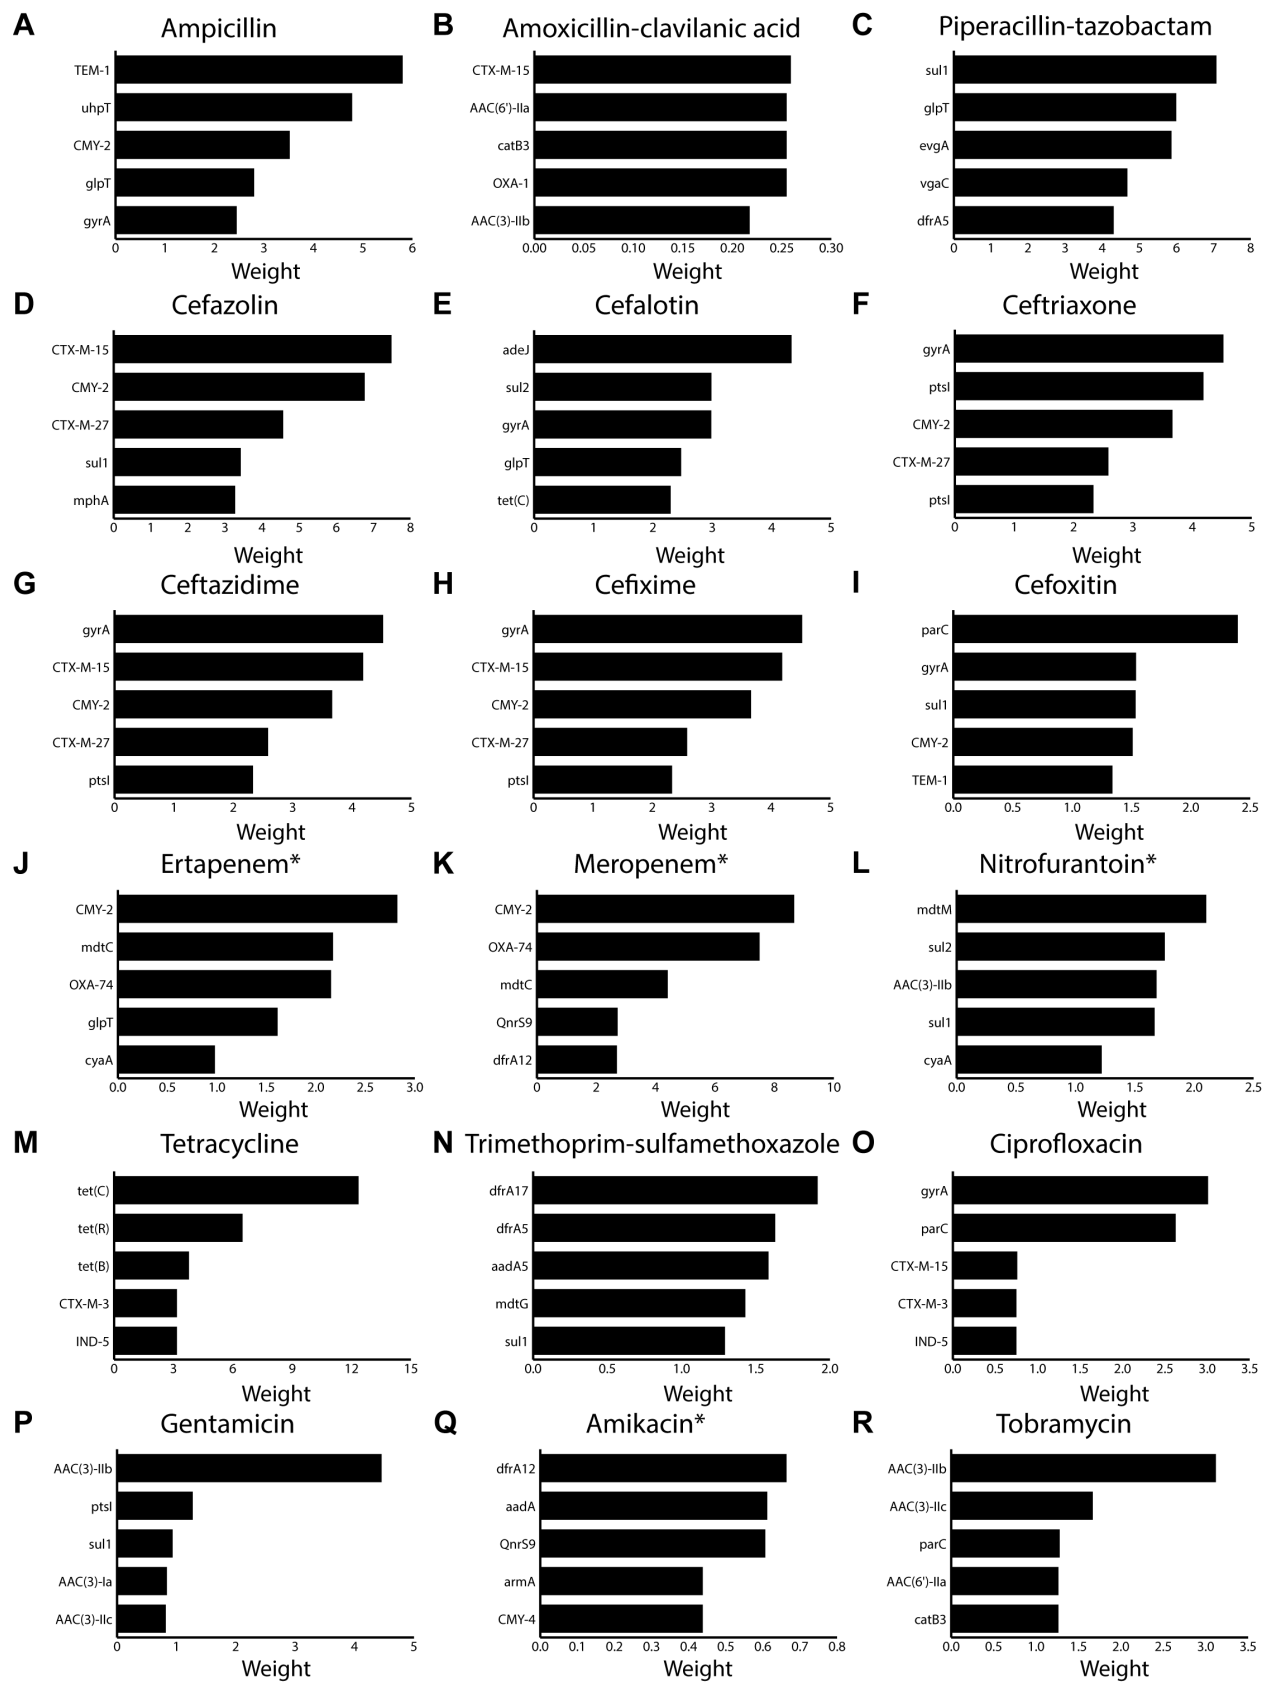 A Ampicillin
TEM-1
uhpT
CMY-2
glpT
gyrA
0 1 2 3 4 5 6
Weight
B Amoxicillin-clavilanic acid
CTX-M-15
AAC(6')-IIa
catB3
OXA-1
AAC(3)-IIb
0.00 0.05 0.10 0.15 0.20 0.25 0.30
Weight
C Piperacillin-tazobactam
sul1
glpT
evgA
vgaC
dfrA5
0 1 2 3 4 5 6 7 8
Weight
D Cefazolin
CTX-M-15
CMY-2
CTX-M-27
sul1
mphA
0 1 2 3 4 5 6 7 8
Weight
E Cefalotin
adeJ
sul2
gyrA
glpT
tet(C)
0 1 2 3 4 5
Weight
F Ceftriaxone
gyrA
ptsI
CMY-2
CTX-M-27
ptsI
0 1 2 3 4 5
Weight
G Ceftazidime
gyrA
CTX-M-15
CMY-2
CTX-M-27
ptsI
0 1 2 3 4 5
Weight
H Cefixime
gyrA
CTX-M-15
CMY-2
CTX-M-27
ptsI
0 1 2 3 4 5
Weight
I Cefoxitin
parC
gyrA
sul1
CMY-2
TEM-1
0.0 0.5 1.0 1.5 2.0 2.5
Weight
J Ertapenem*
CMY-2
mdtC
OXA-74
glpT
cyaA
0.0 0.5 1.0 1.5 2.0 2.5 3.0
Weight
K Meropenem*
CMY-2
OXA-74
mdtC
QnrS9
dfrA12
0 2 4 6 8 10
Weight
L Nitrofurantoin*
mdtM
sul2
AAC(3)-IIb
sul1
cyaA
0.0 0.5 1.0 1.5 2.0 2.5
Weight
M Tetracycline
tet(C)
tet(R)
tet(B)
CTX-M-3
IND-5
0 3 6 9 12 15
Weight
N Trimethoprim-sulfamethoxazole
dfrA17
dfrA5
aadA5
mdtG
sul1
0.0 0.5 1.0 1.5 2.0
Weight
O Ciprofloxacin
gyrA
parC
CTX-M-15
CTX-M-3
IND-5
0.0 0.5 1.0 1.5 2.0 2.5 3.0 3.5
Weight
P Gentamicin
AAC(3)-IIb
ptsI
sul1
AAC(3)-Ia
AAC(3)-IIc
0 1 2 3 4 5
Weight
Q Amikacin*
dfrA12
aadA
QnrS9
armA
CMY-4
0.0 0.1 0.2 0.3 0.4 0.5 0.6 0.7 0.8
Weight
R Tobramycin
AAC(3)-IIb
AAC(3)-IIc
parC
AAC(6')-IIa
catB3
0.0 0.5 1.0 1.5 2.0 2.5 3.0 3.5
Weight